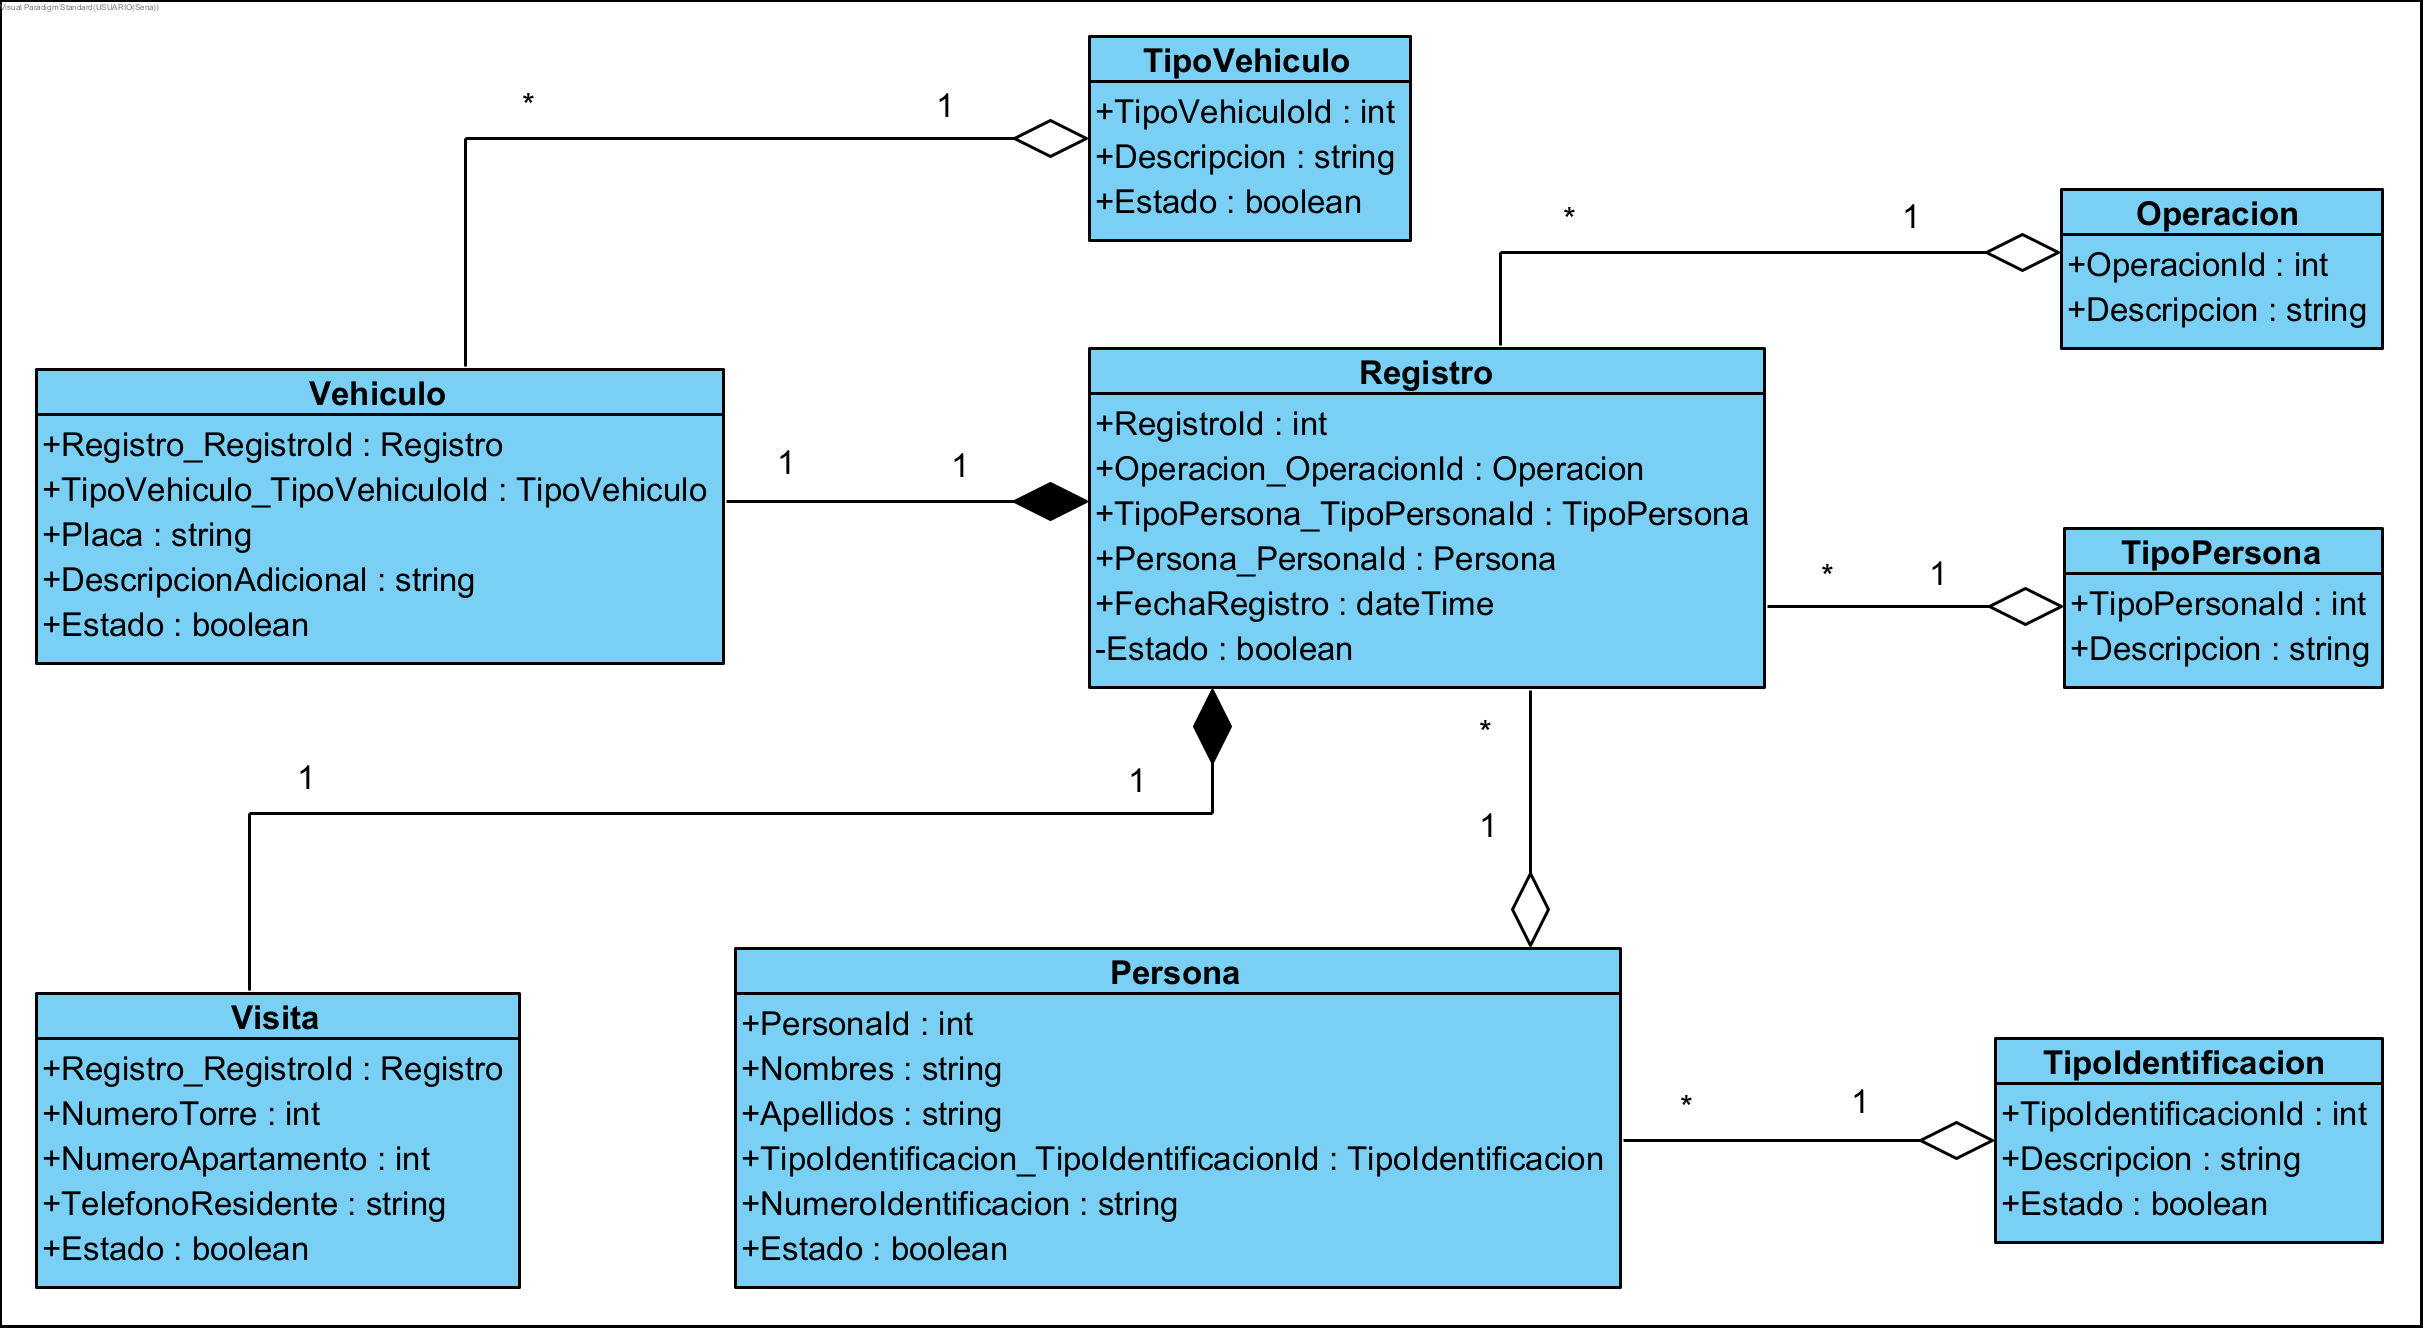 Visual Paradigm Standard(USUARIO(Sena))
TipoVehiculo
+TipoVehiculoId : int
+Descripcion : string
+Estado : boolean
* 1
Operacion
+OperacionId : int
+Descripcion : string
* 1
Vehiculo
+Registro_RegistroId : Registro
+TipoVehiculo_TipoVehiculoId : TipoVehiculo
+Placa : string
+DescripcionAdicional : string
+Estado : boolean
1 1
Registro
+RegistroId : int
+Operacion_OperacionId : Operacion
+TipoPersona_TipoPersonaId : TipoPersona
+Persona_PersonaId : Persona
+FechaRegistro : dateTime
-Estado : boolean
* 1
TipoPersona
+TipoPersonaId : int
+Descripcion : string
1 1
*
1
Visita
+Registro_RegistroId : Registro
+NumeroTorre : int
+NumeroApartamento : int
+TelefonoResidente : string
+Estado : boolean
Persona
+PersonaId : int
+Nombres : string
+Apellidos : string
+TipoIdentificacion_TipoIdentificacionId : TipoIdentificacion
+NumeroIdentificacion : string
+Estado : boolean
* 1
TipoIdentificacion
+TipoIdentificacionId : int
+Descripcion : string
+Estado : boolean